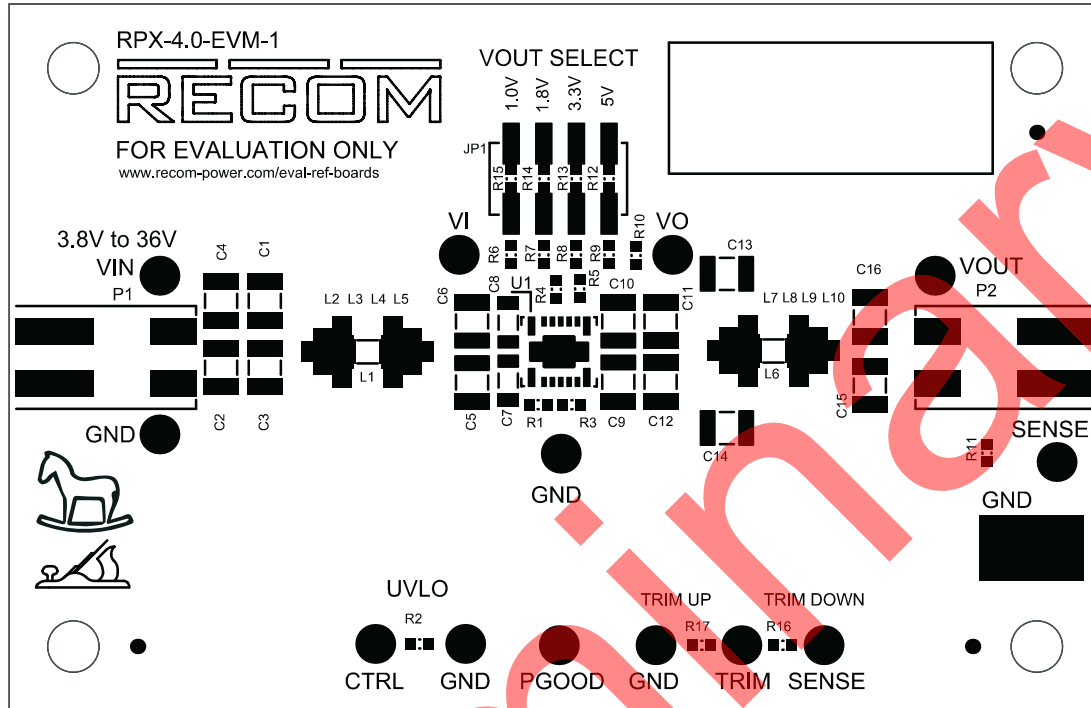 RPX-4.0-EVM-1
RECOM
FOR EVALUATION ONLY
www.recom-power.com/eval-ref-boards
VOUT SELECT
1.0V 1.8V 3.3V 5V
JP1
R15 R14 R13 R12
R10
R6 R7 R8 R9
VI
VO
3.8V to 36V
VIN
P1
C4 C1
C6 C8 U1 R4 R5 C10 C11
C13
C16
VOUT
P2
L2 L3 L4 L5
L1
L7 L8 L9 L10
L6
C2 C3
C5 C7 R1 R3 C9 C12
C14
C15
GND
GND
R11
SENSE
GND
UVLO
R2
TRIM UP
R17
TRIM DOWN
R16
CTRL GND PGOOD GND TRIM SENSE